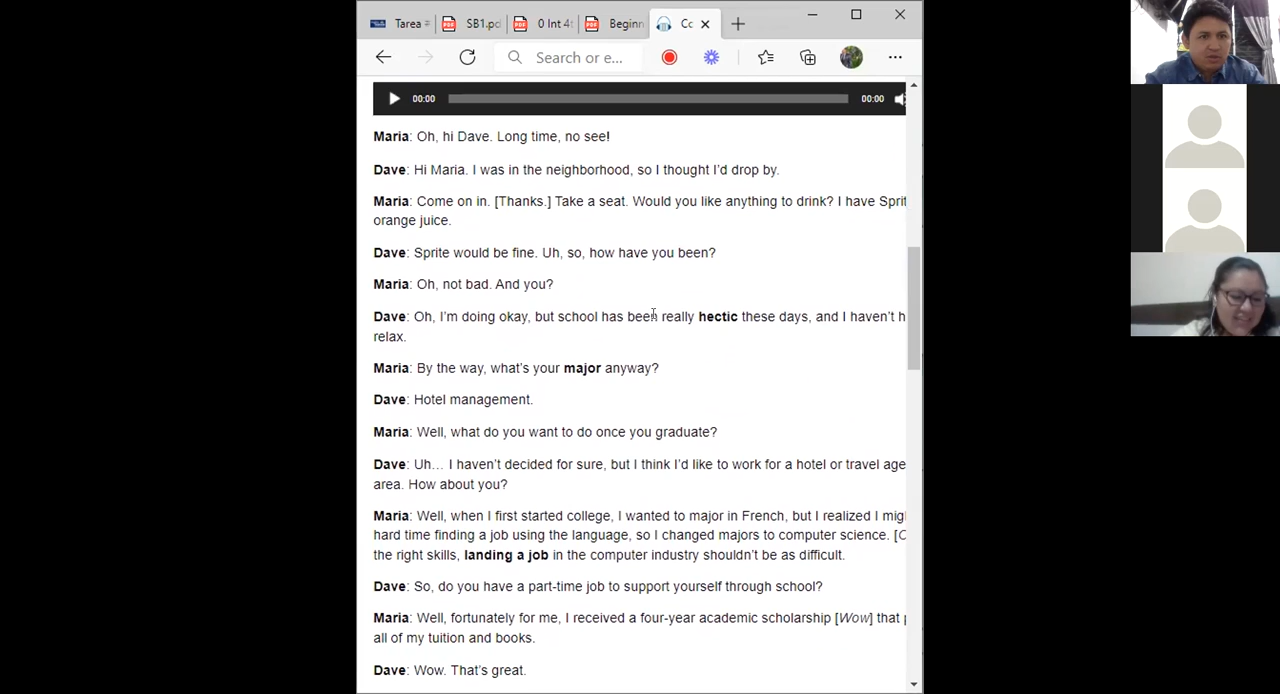 Tarea
SB1.pd
0 Int 4
Beginn
Co
Search or e...
00:00
00:00
Maria: Oh, hi Dave. Long time, no see!
Dave: Hi Maria. I was in the neighborhood, so I thought I'd drop by.
Maria: Come on in. [Thanks.] Take a seat. Would you like anything to drink? I have Sprit
orange juice.
Dave: Sprite would be fine. Uh, so, how have you been?
Maria: Oh, not bad. And you?
Dave: Oh, I'm doing okay, but school has been really hectic these days, and I haven't h
relax.
Maria: By the way, what's your major anyway?
Dave: Hotel management.
Maria: Well, what do you want to do once you graduate?
Dave: Uh… I haven't decided for sure, but I think I'd like to work for a hotel or travel age
area. How about you?
Maria: Well, when I first started college, I wanted to major in French, but I realized I mig
hard time finding a job using the language, so I changed majors to computer science. [
the right skills, landing a job in the computer industry shouldn't be as difficult.
Dave: So, do you have a part-time job to support yourself through school?
Maria: Well, fortunately for me, I received a four-year academic scholarship [Wow] that p
all of my tuition and books.
Dave: Wow. That's great.